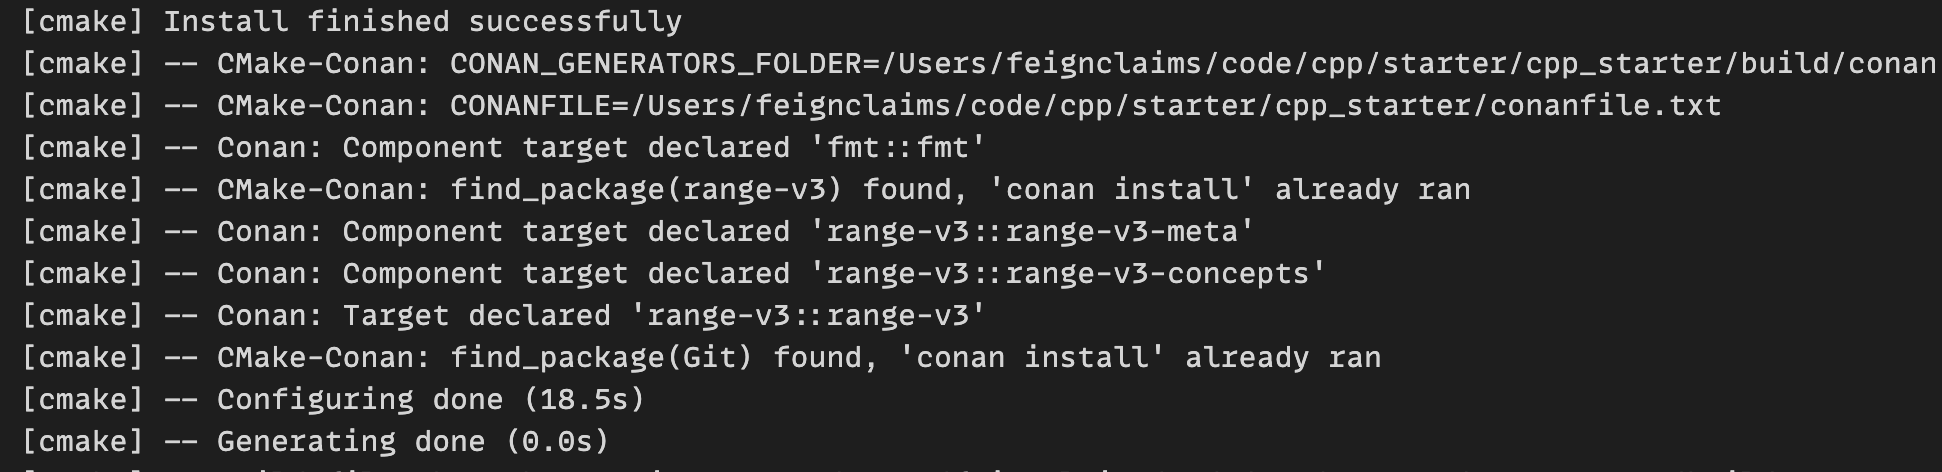 [cmake] Install finished successfully
[cmake] -- CMake-Conan: CONAN_GENERATORS_FOLDER=/Users/feignclaims/code/cpp/starter/cpp_starter/build/conan
[cmake] -- CMake-Conan: CONANFILE=/Users/feignclaims/code/cpp/starter/cpp_starter/conanfile.txt
[cmake] -- Conan: Component target declared 'fmt::fmt'
[cmake] -- CMake-Conan: find_package(range-v3) found, 'conan install' already ran
[cmake] -- Conan: Component target declared 'range-v3::range-v3-meta'
[cmake] -- Conan: Component target declared 'range-v3::range-v3-concepts'
[cmake] -- Conan: Target declared 'range-v3::range-v3'
[cmake] -- CMake-Conan: find_package(Git) found, 'conan install' already ran
[cmake] -- Configuring done (18.5s)
[cmake] -- Generating done (0.0s)